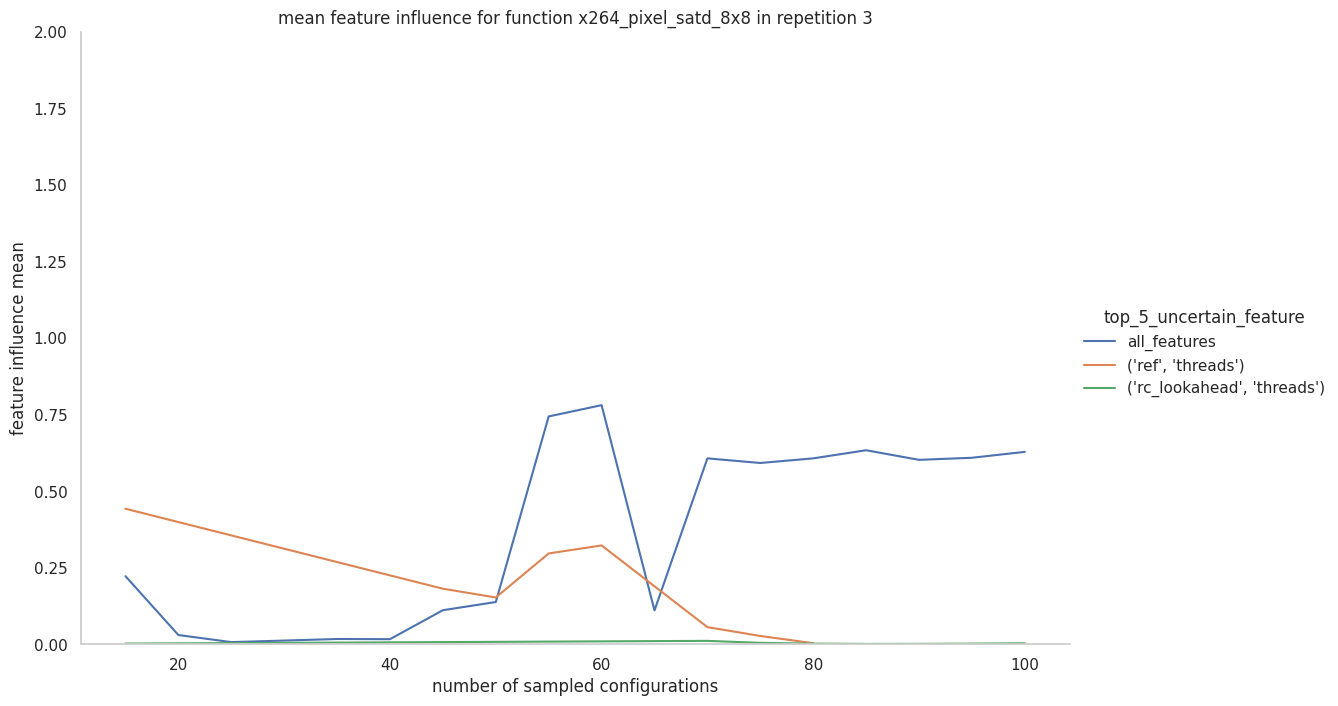 mean feature influence for function x264_pixel_satd_8x8 in repetition 3
2.00
1.75
1.50
1.25
1.00
0.75
0.50
0.25
0.00
feature influence mean
20
40
60
80
100
number of sampled configurations
top_5_uncertain_feature
all_features
('ref', 'threads')
('rc_lookahead', 'threads')